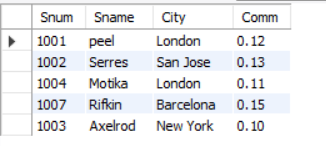 Snum Sname City Comm
1001 peel London 0.12
1002 Serres San Jose 0.13
1004 Motika London 0.11
1007 Rifkin Barcelona 0.15
1003 Axelrod New York 0.10